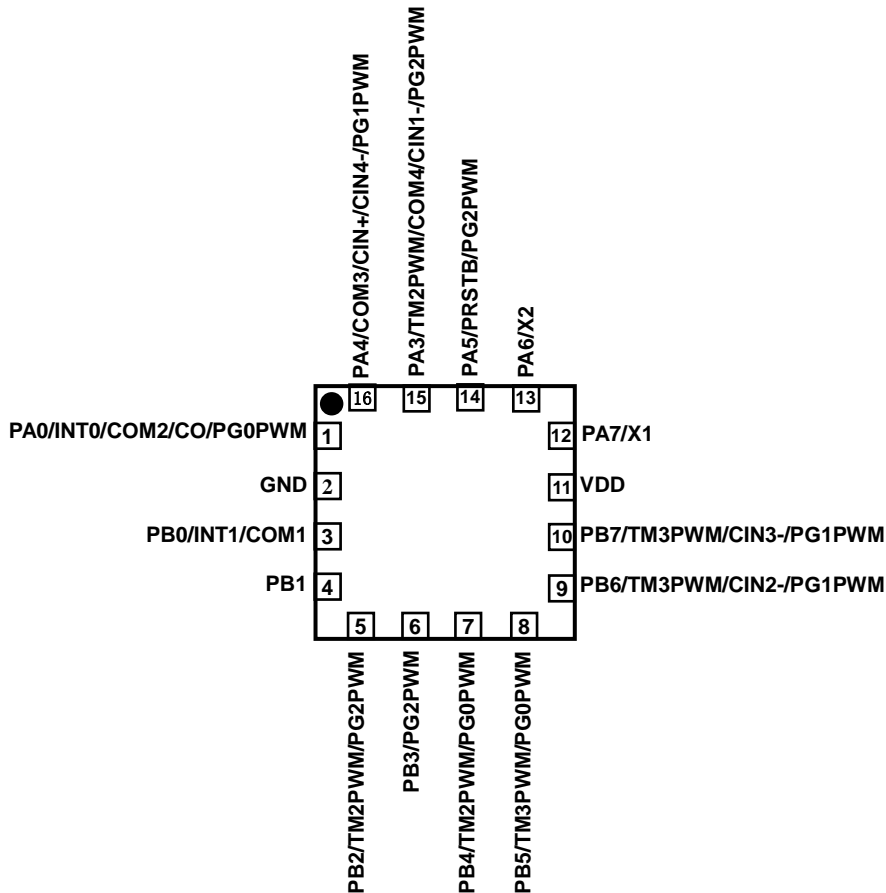 PA4/COM3/CIN+/CIN4-/PG1PWM
PA3/TM2PWM/COM4/CIN1-/PG2PWM
PA5/PRSTB/PG2PWM
PA6/X2
16
15
14
13
PA0/INT0/COM2/CO/PG0PWM
1
12
PA7/X1
GND
2
11
VDD
PB0/INT1/COM1
3
10
PB7/TM3PWM/CIN3-/PG1PWM
PB1
4
9
PB6/TM3PWM/CIN2-/PG1PWM
5
6
7
8
PB2/TM2PWM/PG2PWM
PB3/PG2PWM
PB4/TM2PWM/PG0PWM
PB5/TM3PWM/PG0PWM